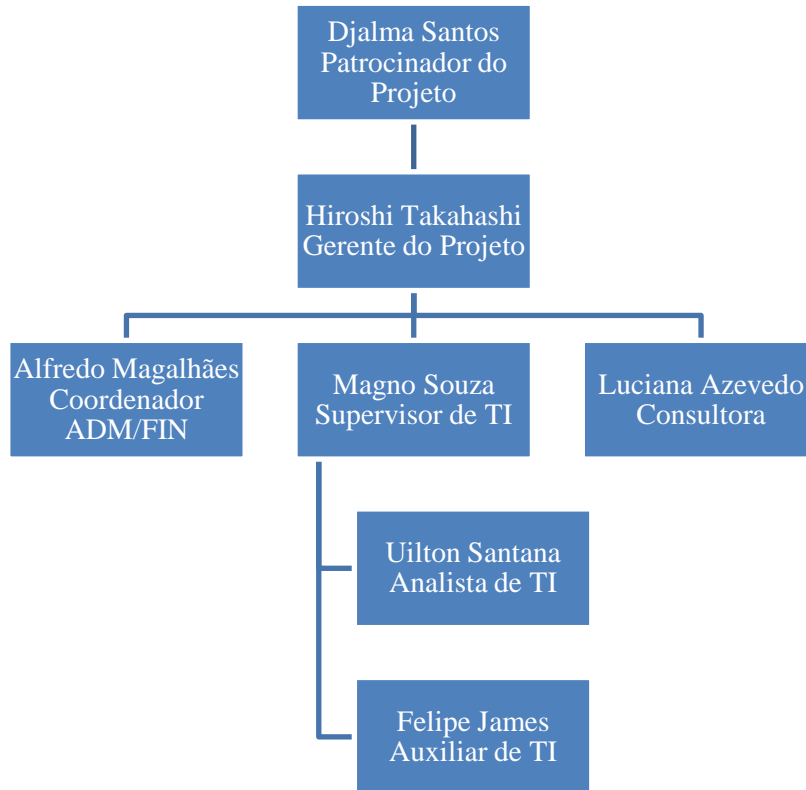 Djalma Santos
Patrocinador do
Projeto
Hiroshi Takahashi
Gerente do Projeto
Alfredo Magalhães
Coordenador
ADM/FIN
Magno Souza
Supervisor de TI
Luciana Azevedo
Consultora
Uilton Santana
Analista de TI
Felipe James
Auxiliar de TI